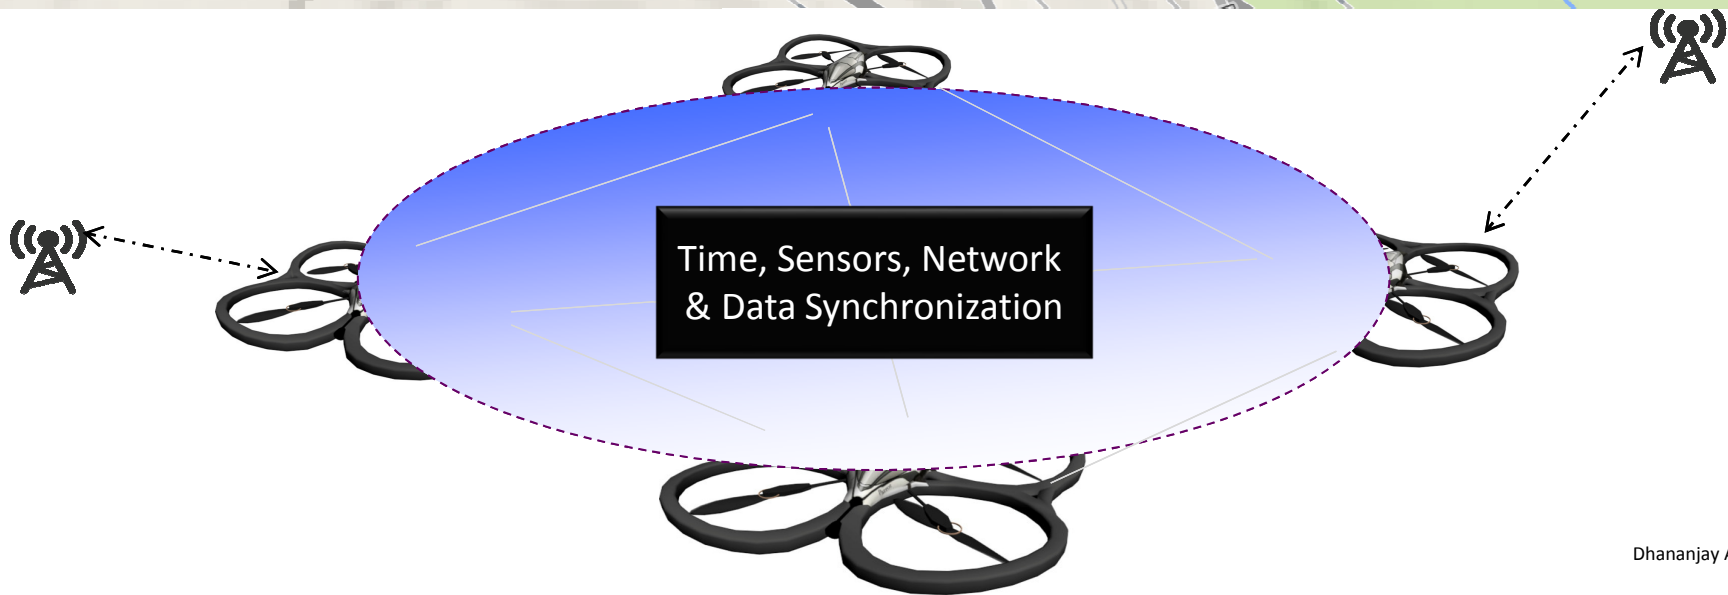 Time, Sensors, Network
& Data Synchronization
Dhananjay A